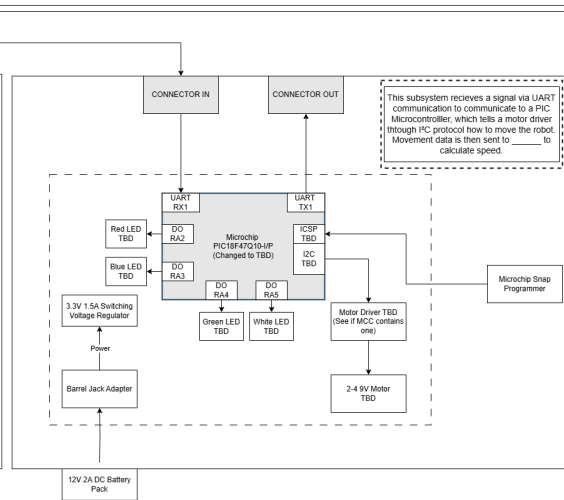 CONNECTOR IN
CONNECTOR OUT
This subsystem recieves a signal via UART
communication to communicate to a PIC
Microcontrolller, which tells a motor driver
through I²C protocol how to move the robot.
Movement data is then sent to ______ to
calculate speed.
UART
RX1
UART
TX1
Red LED
TBD
DO
RA2
Microchip
PIC18F47Q10-I/P
(Changed to TBD)
ICSP
TBD
I2C
TBD
Blue LED
TBD
DO
RA3
DO
RA4
DO
RA5
Microchip Snap
Programmer
3.3V 1.5A Switching
Voltage Regulator
Green LED
TBD
White LED
TBD
Motor Driver TBD
(See if MCC contains
one)
Power
Barrel Jack Adapter
2-4 9V Motor
TBD
12V 2A DC Battery
Pack